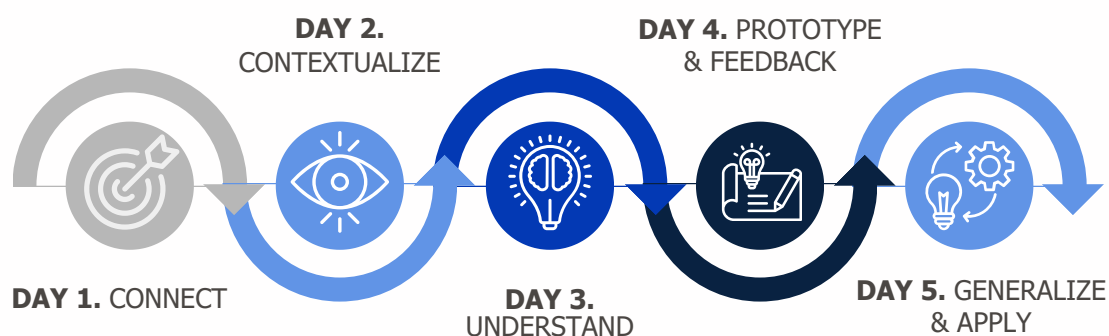 DAY 1. CONNECT
DAY 2.
CONTEXTUALIZE
DAY 3.
UNDERSTAND
DAY 4. PROTOTYPE
& FEEDBACK
DAY 5. GENERALIZE
& APPLY